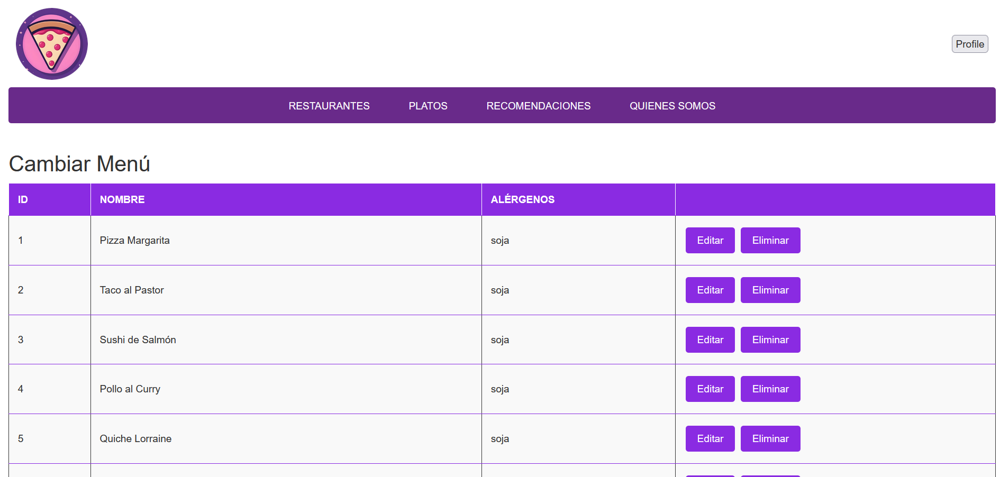 Profile
RESTAURANTES PLATOS RECOMENDACIONES QUIENES SOMOS
Cambiar Menú
ID NOMBRE ALÉRGENOS
1 Pizza Margarita soja Editar Eliminar
2 Taco al Pastor soja Editar Eliminar
3 Sushi de Salmón soja Editar Eliminar
4 Pollo al Curry soja Editar Eliminar
5 Quiche Lorraine soja Editar Eliminar